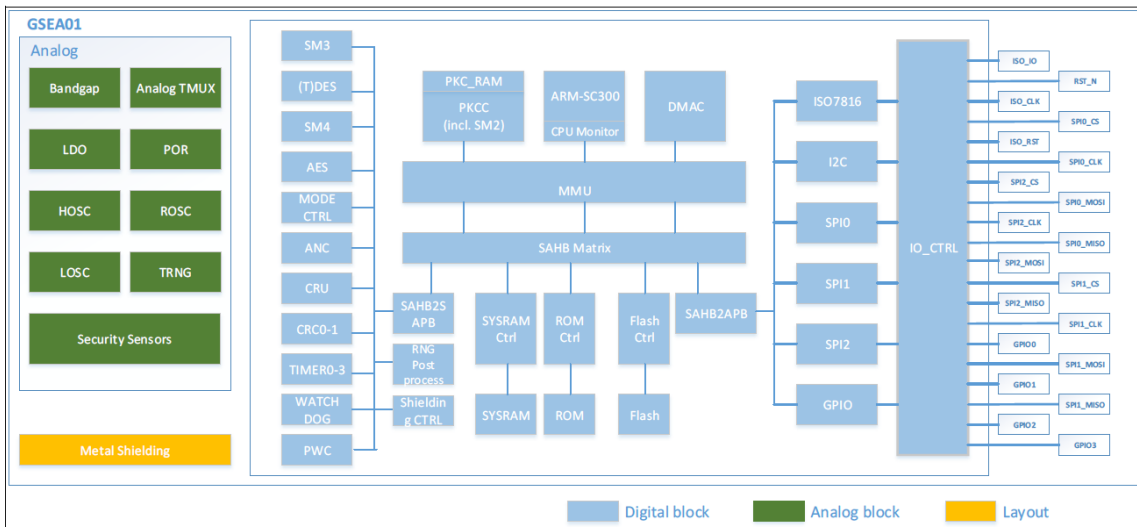 GSEA01
Analog
Bandgap
Analog TMUX
LDO
POR
HOSC
ROSC
LOSC
TRNG
Security Sensors
Metal Shielding
SM3
(T)DES
SM4
AES
MODE
CTRL
ANC
CRU
CRC0-1
TIMER0-3
WATCH
DOG
PWC
PKC_RAM
PKCC
(incl. SM2)
ARM-SC300
CPU Monitor
DMAC
MMU
SAHB Matrix
SAHB2S
APB
RNG
Post
process
Shieldin
g CTRL
SYSRAM
Ctrl
ROM
Ctrl
Flash
Ctrl
SAHB2APB
SYSRAM
ROM
Flash
ISO7816
I2C
SPI0
SPI1
SPI2
GPIO
IO_CTRL
ISO_IO
RST_N
ISO_CLK
SPI0_CS
ISO_RST
SPI0_CLK
SPI2_CS
SPI0_MOSI
SPI2_CLK
SPI0_MISO
SPI2_MOSI
SPI1_CS
SPI2_MISO
SPI1_CLK
GPIO0
SPI1_MOSI
GPIO1
SPI1_MISO
GPIO2
GPIO3
Digital block
Analog block
Layout